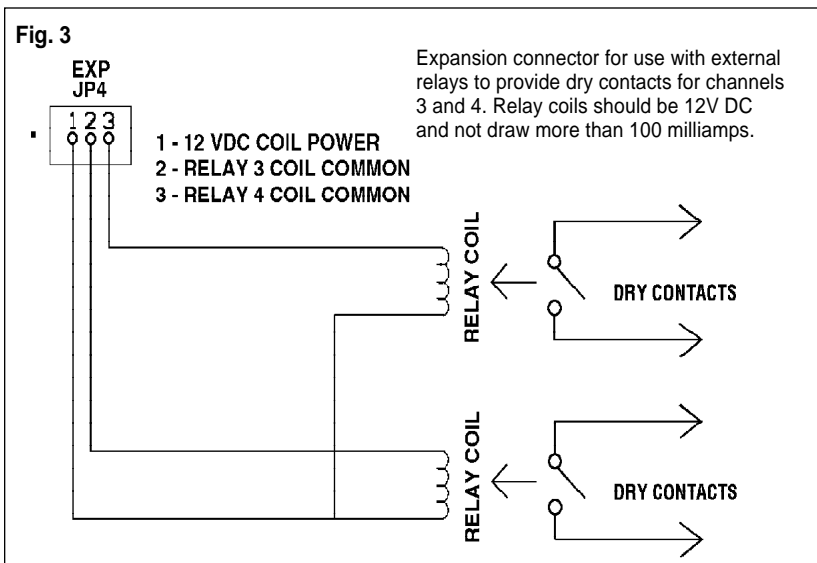 Fig. 3
EXP
JP4
1 2 3
1 - 12 VDC COIL POWER
2 - RELAY 3 COIL COMMON
3 - RELAY 4 COIL COMMON
Expansion connector for use with external
relays to provide dry contacts for channels
3 and 4. Relay coils should be 12V DC
and not draw more than 100 milliamps.
RELAY COIL
DRY CONTACTS
RELAY COIL
DRY CONTACTS